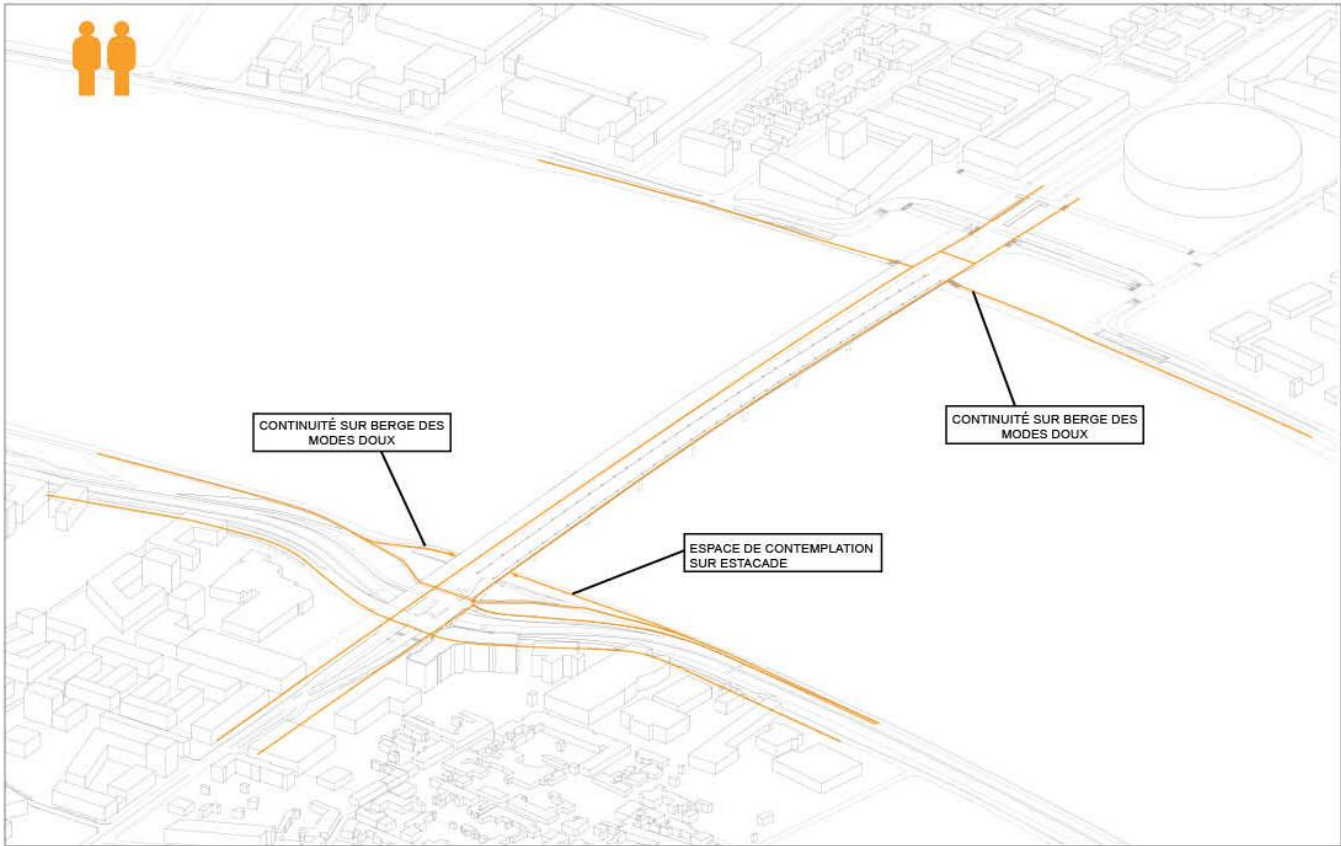 CONTINUITÉ SUR BERGE DES
MODES DOUX
CONTINUITÉ SUR BERGE DES
MODES DOUX
ESPACE DE CONTEMPLATION
SUR ESTACADE